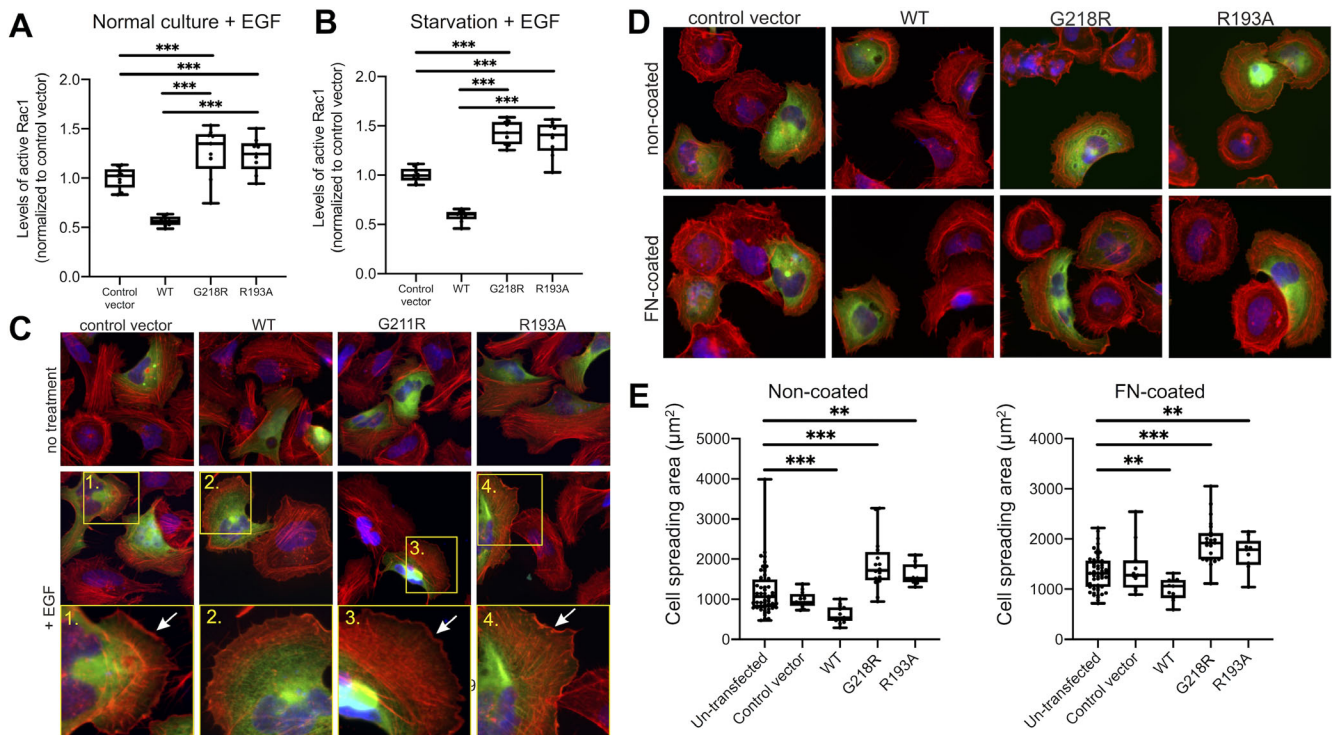 A
Normal culture + EGF
Levels of active Rac1
(normalized to control vector)
2.0
1.5
1.0
0.5
0.0
***
***
***
***
Control
vector
WT
G218R
R193A
B
Starvation + EGF
Levels of active Rac1
(normalized to control vector)
2.0
1.5
1.0
0.5
0.0
***
***
***
***
Control
vector
WT
G218R
R193A
C
control vector
WT
G211R
R193A
no treatment
+ EGF
1.
2.
3.
4.
1.
2.
3.
4.
9
D
control vector
WT
G218R
R193A
non-coated
FN-coated
E
Non-coated
Cell spreading area (µm²)
5000
4000
3000
2000
1000
0
**
***
***
Un-transfected
Control vector
WT
G218R
R193A
FN-coated
Cell spreading area (µm²)
5000
4000
3000
2000
1000
0
**
***
**
Un-transfected
Control vector
WT
G218R
R193A